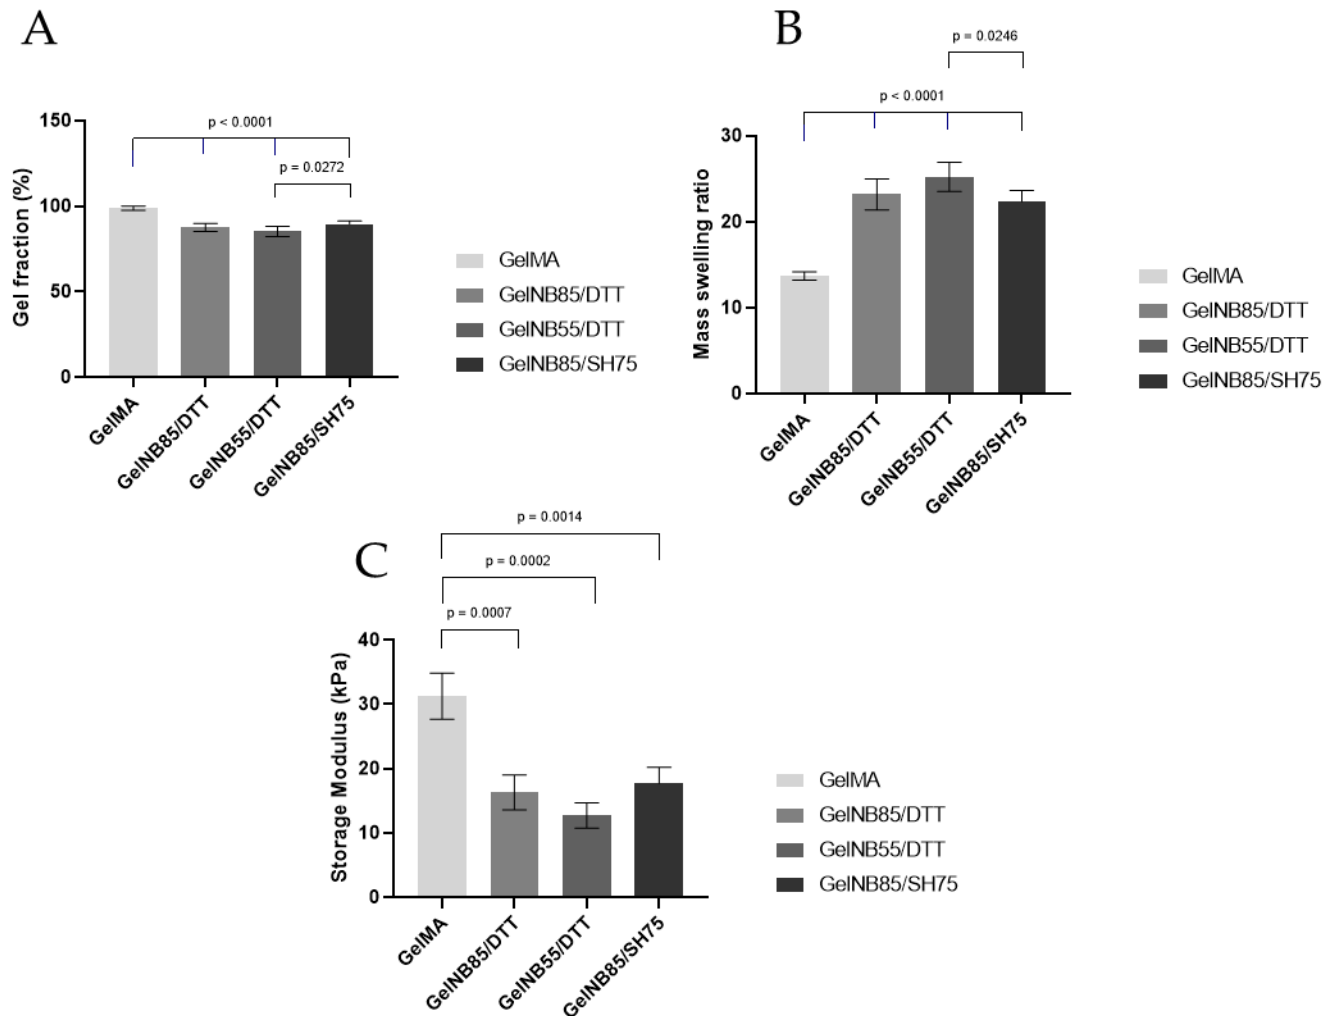 A
p < 0.0001
p = 0.0272
150
100
50
0
Gel fraction (%)
GelMA
GelNB85/DTT
GelNB55/DTT
GelNB85/SH75
GelMA
GelNB85/DTT
GelNB55/DTT
GelNB85/SH75
B
p = 0.0246
p < 0.0001
30
20
10
0
Mass swelling ratio
GelMA
GelNB85/DTT
GelNB55/DTT
GelNB85/SH75
GelMA
GelNB85/DTT
GelNB55/DTT
GelNB85/SH75
C
p = 0.0014
p = 0.0002
p = 0.0007
40
30
20
10
0
Storage Modulus (kPa)
GelMA
GelNB85/DTT
GelNB55/DTT
GelNB85/SH75
GelMA
GelNB85/DTT
GelNB55/DTT
GelNB85/SH75